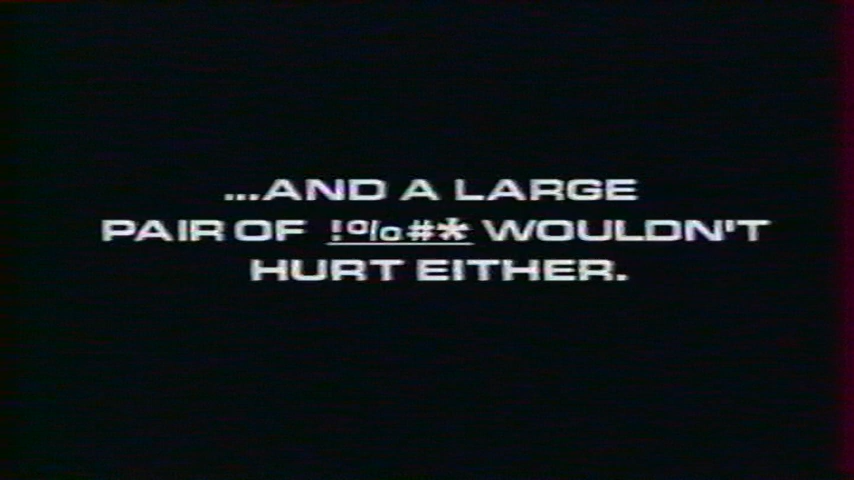 ...AND A LARGE
PAIR OF !%#* WOULDN'T
HURT EITHER.